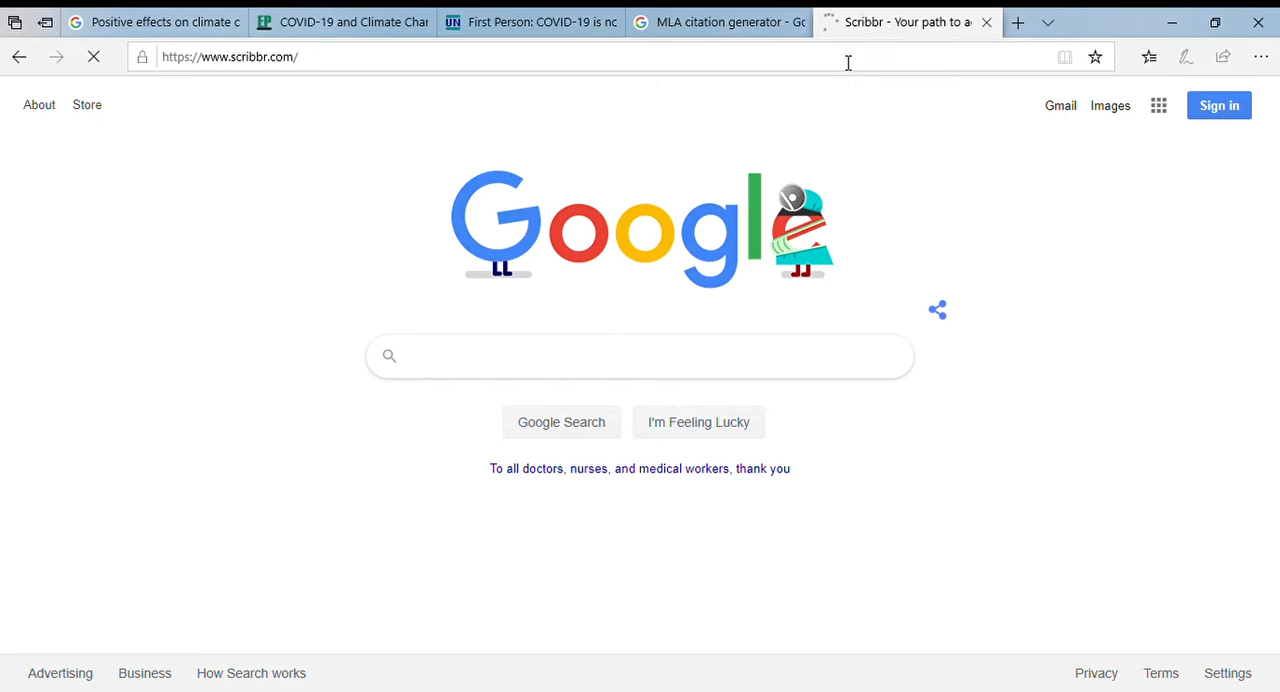 Positive effects on climate c
COVID-19 and Climate Char
UN First Person: COVID-19 is nc
MLA citation generator - Gc
Scribbr - Your path to a
https://www.scribbr.com/
About Store
Gmail Images Sign in
Google
Google Search I'm Feeling Lucky
To all doctors, nurses, and medical workers, thank you
Advertising Business How Search works
Privacy Terms Settings